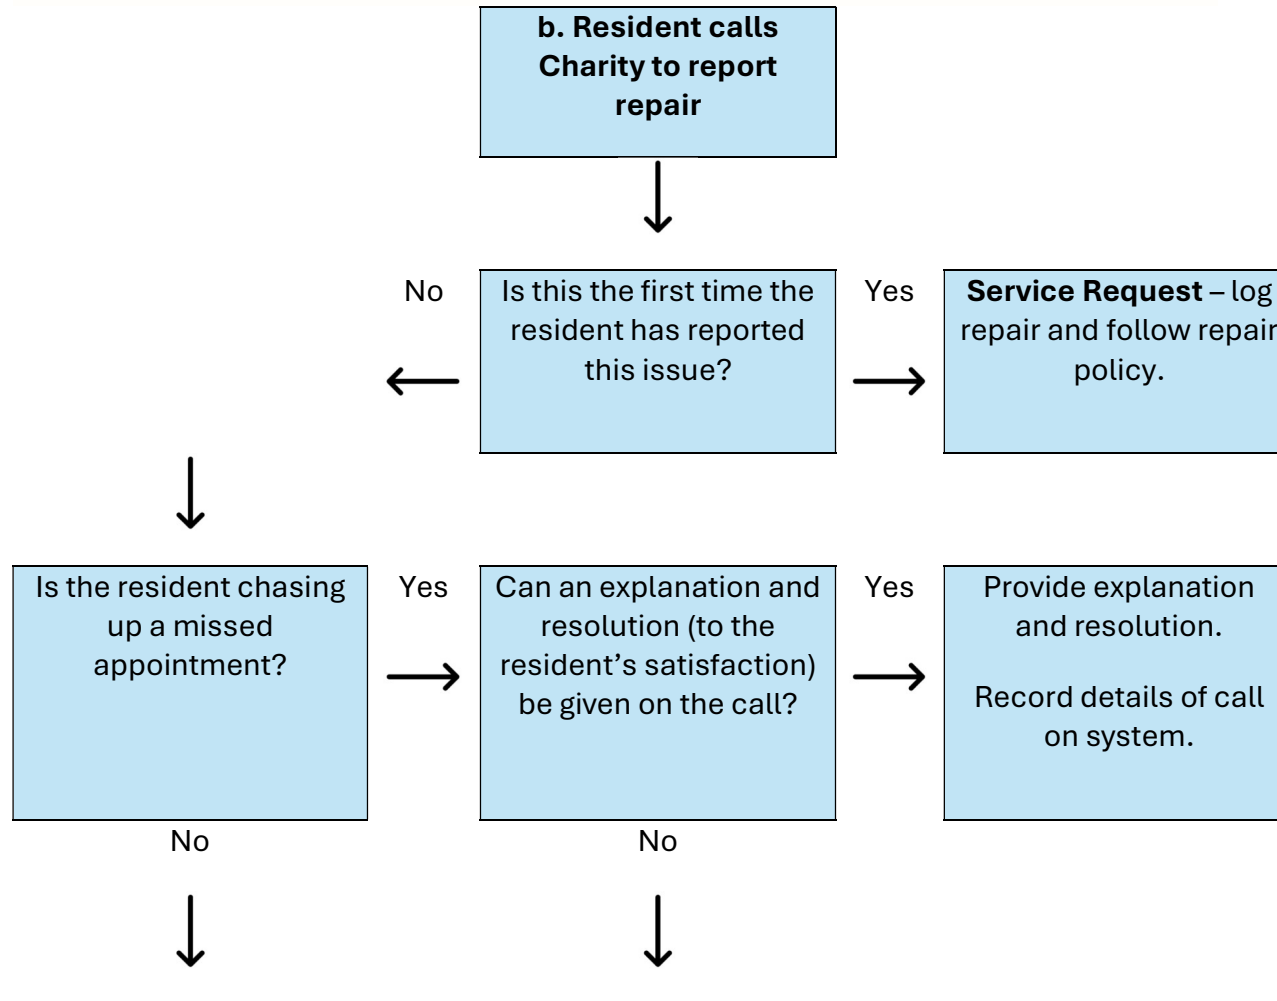 b. Resident calls
Charity to report
repair
No
Is this the first time the
resident has reported
this issue?
Yes
Service Request – log
repair and follow repair
policy.
Is the resident chasing
up a missed
appointment?
Yes
Can an explanation and
resolution (to the
resident’s satisfaction)
be given on the call?
Yes
Provide explanation
and resolution.
Record details of call
on system.
No
No